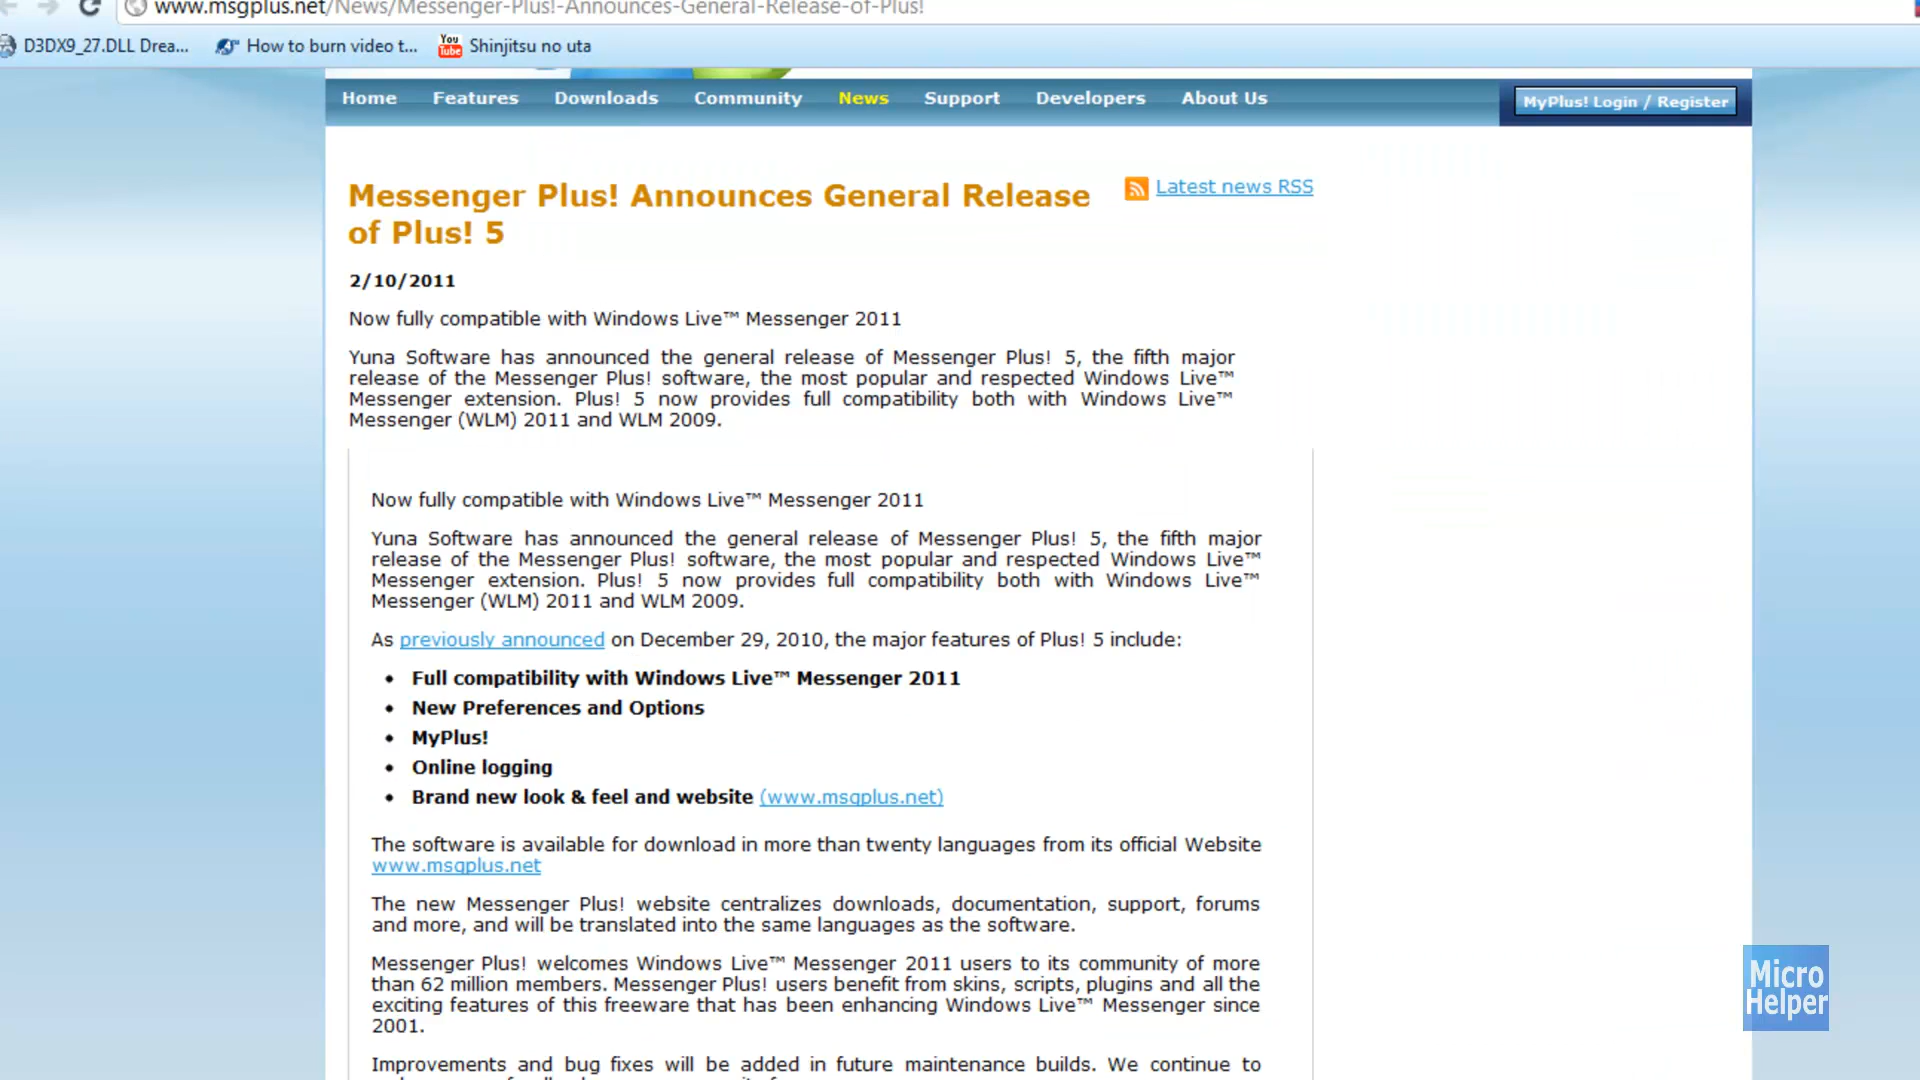 www.msgplus.net/News/Messenger-Plus!-Announces-General-Release-of-Plus!
D3DX9_27.DLL Drea... How to burn video t... You Tube Shinjitsu no uta
Home Features Downloads Community News Support Developers About Us MyPlus! Login / Register
Messenger Plus! Announces General Release
of Plus! 5
Latest news RSS
2/10/2011
Now fully compatible with Windows Live™ Messenger 2011
Yuna Software has announced the general release of Messenger Plus! 5, the fifth major
release of the Messenger Plus! software, the most popular and respected Windows Live™
Messenger extension. Plus! 5 now provides full compatibility both with Windows Live™
Messenger (WLM) 2011 and WLM 2009.
Now fully compatible with Windows Live™ Messenger 2011
Yuna Software has announced the general release of Messenger Plus! 5, the fifth major
release of the Messenger Plus! software, the most popular and respected Windows Live™
Messenger extension. Plus! 5 now provides full compatibility both with Windows Live™
Messenger (WLM) 2011 and WLM 2009.
As previously announced on December 29, 2010, the major features of Plus! 5 include:
• Full compatibility with Windows Live™ Messenger 2011
• New Preferences and Options
• MyPlus!
• Online logging
• Brand new look & feel and website (www.msgplus.net)
The software is available for download in more than twenty languages from its official Website
www.msgplus.net
The new Messenger Plus! website centralizes downloads, documentation, support, forums
and more, and will be translated into the same languages as the software.
Messenger Plus! welcomes Windows Live™ Messenger 2011 users to its community of more
than 62 million members. Messenger Plus! users benefit from skins, scripts, plugins and all the
exciting features of this freeware that has been enhancing Windows Live™ Messenger since
2001.
Improvements and bug fixes will be added in future maintenance builds. We continue to
Micro
Helper